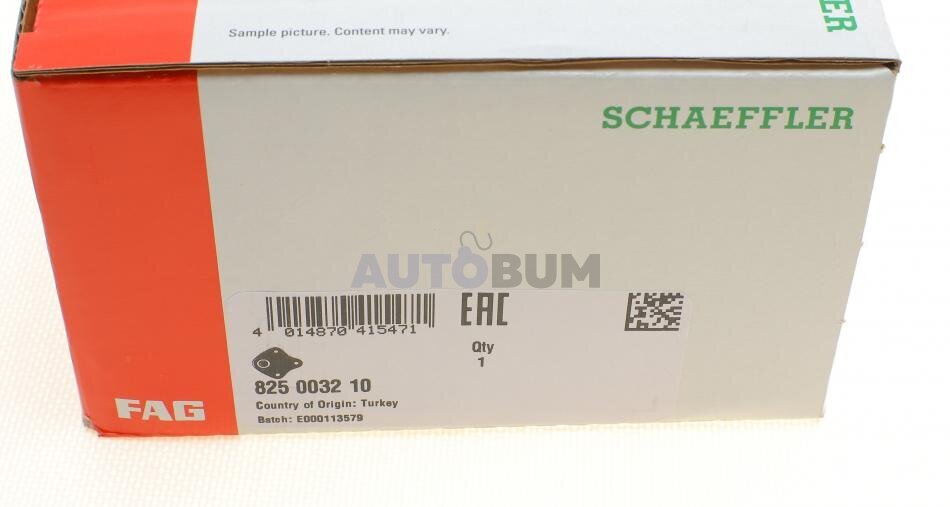 Sample picture. Content may vary.
ER
SCHAEFFLER
AUTOBUM
4 014870 415471
EAC
Qty
1
825 0032 10
Country of Origin: Turkey
Batch: E000113579
FAG